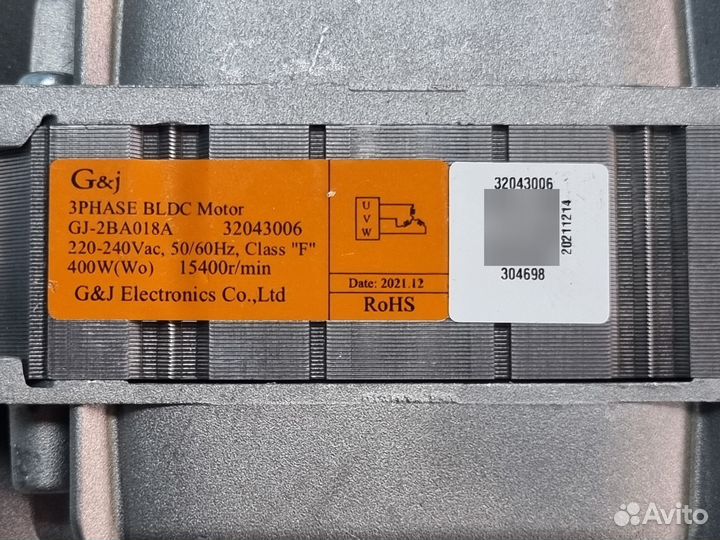 G&j
3PHASE BLDC Motor
GJ-2BA018A 32043006
220-240Vac, 50/60Hz, Class "F"
400W(Wo) 15400r/min
G&J Electronics Co.,Ltd
U
V
W
Date: 2021.12
RoHS
32043006
20211214
304698
Avito